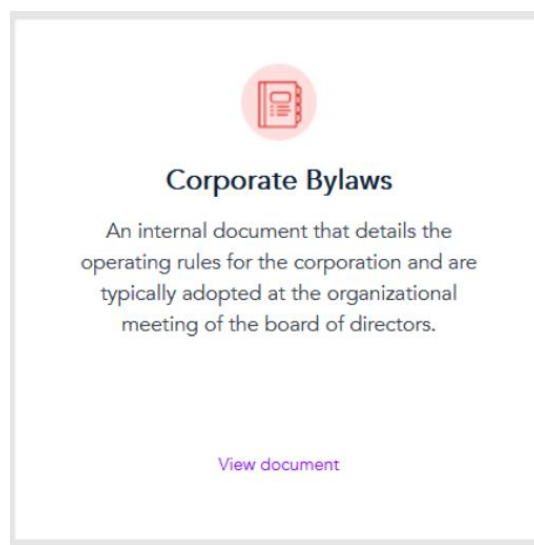 Corporate Bylaws
An internal document that details the
operating rules for the corporation and are
typically adopted at the organizational
meeting of the board of directors.
View document